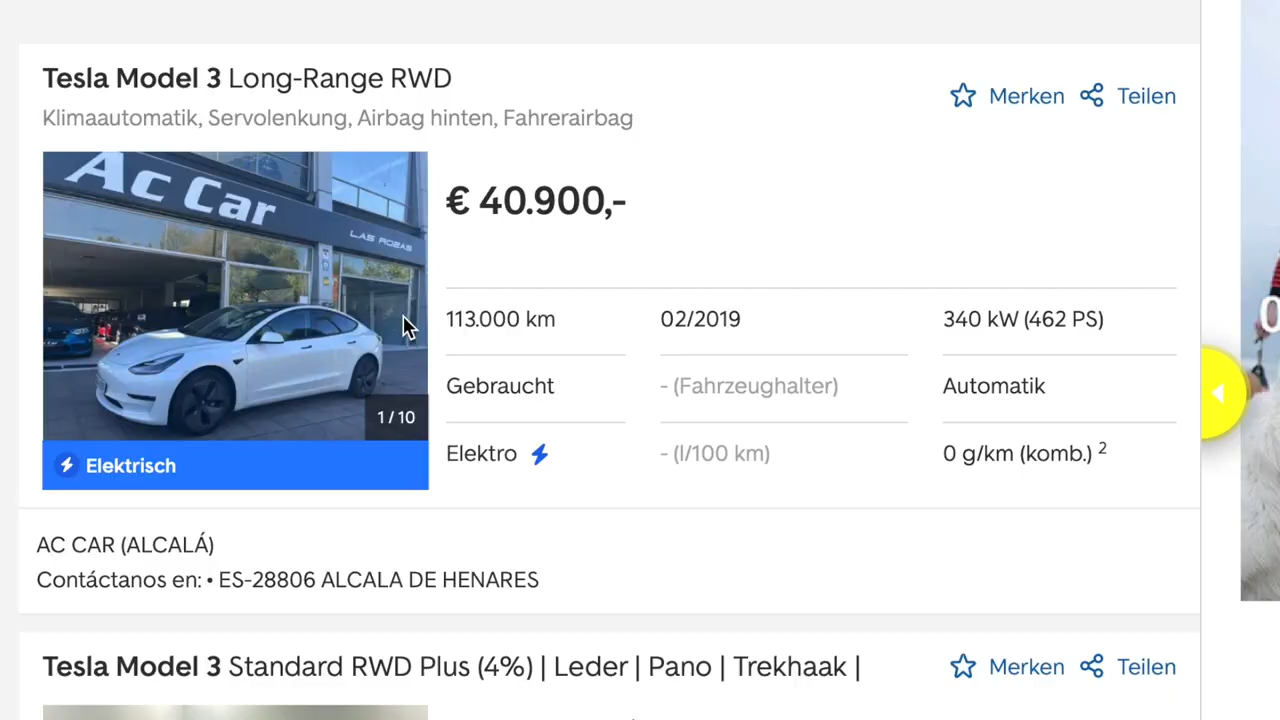 Tesla Model 3 Long-Range RWD
Merken
Teilen
Klimaautomatik, Servolenkung, Airbag hinten, Fahrerairbag
Ac Car
LAS ROZAS
1 / 10
Elektrisch
€ 40.900,-
113.000 km
02/2019
340 kW (462 PS)
Gebraucht
- (Fahrzeughalter)
Automatik
Elektro
- (l/100 km)
0 g/km (komb.) 2
AC CAR (ALCALÁ)
Contáctanos en: • ES-28806 ALCALA DE HENARES
Tesla Model 3 Standard RWD Plus (4%) | Leder | Pano | Trekhaak |
Merken
Teilen